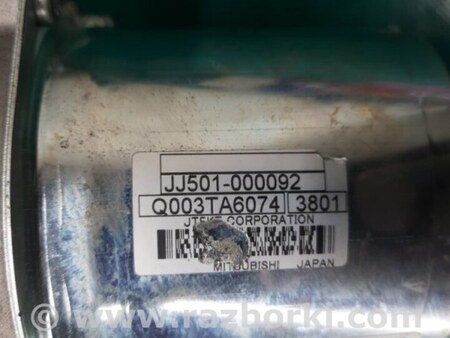 JJ501-000092
Q003TA6074 3801
JTEKT CORPORATION
MITSUBISHI JAPAN
© www.razborki.com